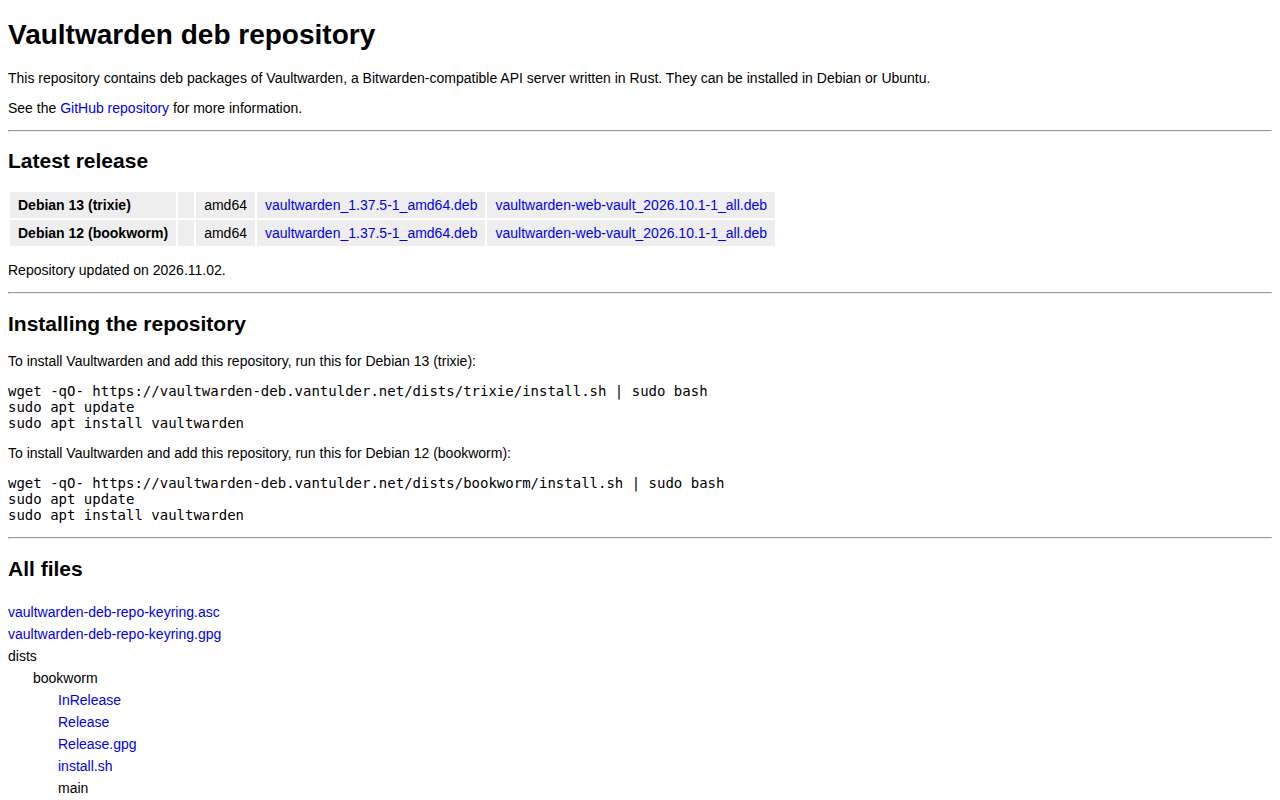 Vaultwarden deb repository
This repository contains deb packages of Vaultwarden, a Bitwarden-compatible API server written in Rust. They can be installed in Debian or Ubuntu.
See the GitHub repository for more information.
Latest release
Debian 13 (trixie) amd64 vaultwarden_1.37.5-1_amd64.deb vaultwarden-web-vault_2026.10.1-1_all.deb
Debian 12 (bookworm) amd64 vaultwarden_1.37.5-1_amd64.deb vaultwarden-web-vault_2026.10.1-1_all.deb
Repository updated on 2026.11.02.
Installing the repository
To install Vaultwarden and add this repository, run this for Debian 13 (trixie):
wget -qO- https://vaultwarden-deb.vantulder.net/dists/trixie/install.sh | sudo bash
sudo apt update
sudo apt install vaultwarden
To install Vaultwarden and add this repository, run this for Debian 12 (bookworm):
wget -qO- https://vaultwarden-deb.vantulder.net/dists/bookworm/install.sh | sudo bash
sudo apt update
sudo apt install vaultwarden
All files
vaultwarden-deb-repo-keyring.asc
vaultwarden-deb-repo-keyring.gpg
dists
bookworm
InRelease
Release
Release.gpg
install.sh
main